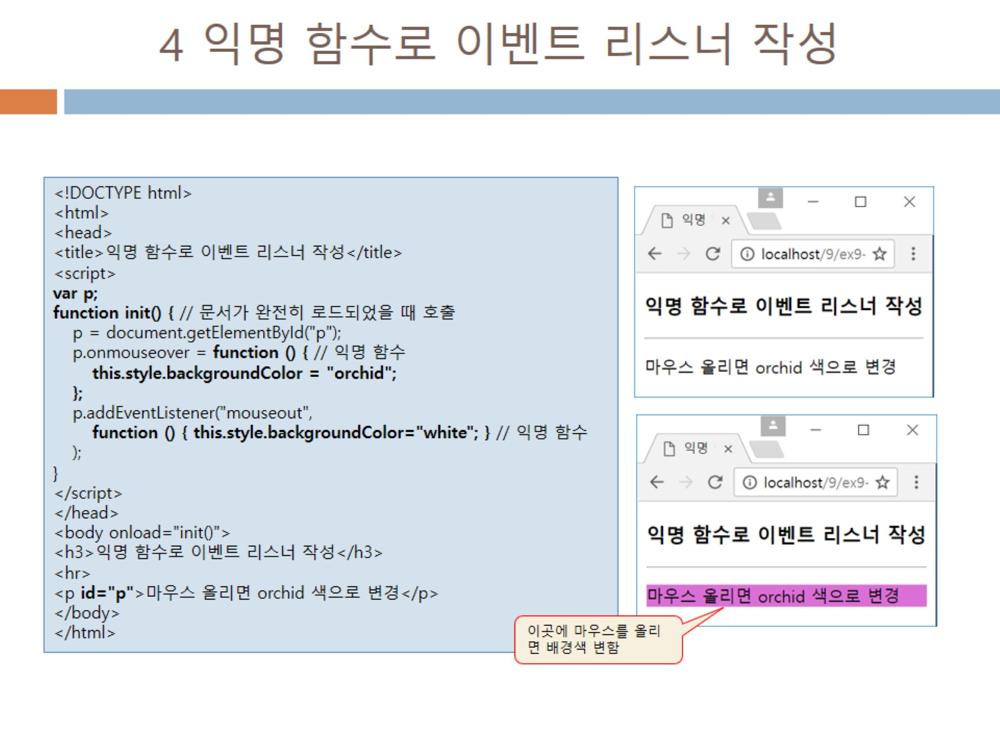 4 익명 함수로 이벤트 리스너 작성
<!DOCTYPE html>
<html>
<head>
<title>익명 함수로 이벤트 리스너 작성</title>
<script>
var p;
function init() { // 문서가 완전히 로드되었을 때 호출
p = document.getElementById("p");
p.onmouseover = function () { // 익명 함수
this.style.backgroundColor = "orchid";
};
p.addEventListener("mouseout",
function () { this.style.backgroundColor="white"; } // 익명 함수
);
}
</script>
</head>
<body onload="init()">
<h3>익명 함수로 이벤트 리스너 작성</h3>
<hr>
<p id="p">마우스 올리면 orchid 색으로 변경</p>
</body>
</html>
익명
localhost/9/ex9-
익명 함수로 이벤트 리스너 작성
마우스 올리면 orchid 색으로 변경
익명
localhost/9/ex9-
익명 함수로 이벤트 리스너 작성
마우스 올리면 orchid 색으로 변경
이곳에 마우스를 올리
면 배경색 변함